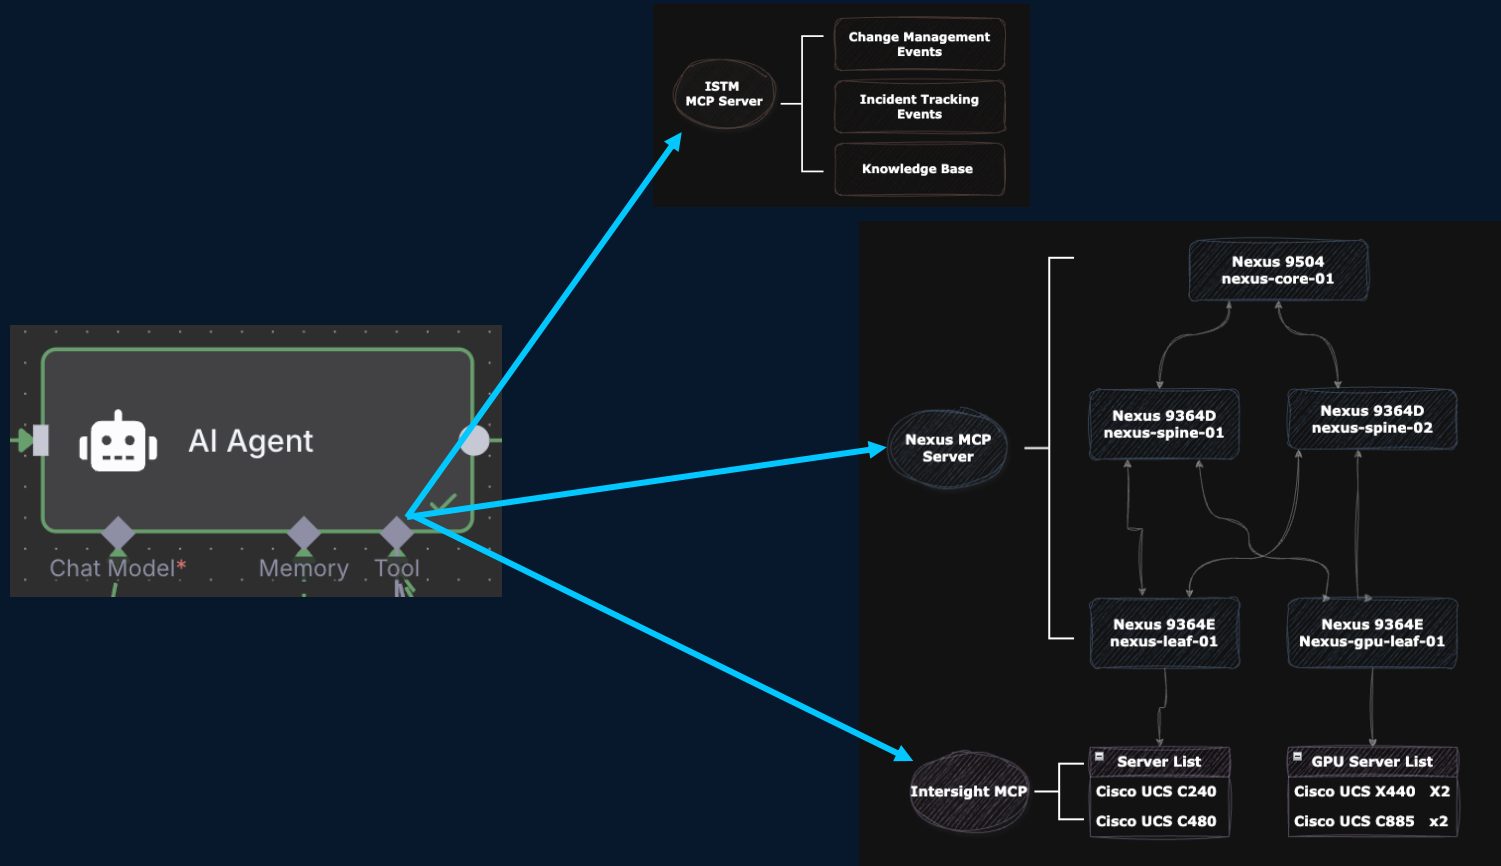 Change Management
Events
ISTM
MCP Server
Incident Tracking
Events
Knowledge Base
AI Agent
Chat Model*
Memory
Tool
Nexus MCP
Server
Nexus 9504
nexus-core-01
Nexus 9364D
nexus-spine-01
Nexus 9364D
nexus-spine-02
Nexus 9364E
nexus-leaf-01
Nexus 9364E
Nexus-gpu-leaf-01
Intersight MCP
Server List
Cisco UCS C240
Cisco UCS C480
GPU Server List
Cisco UCS X440 X2
Cisco UCS C885 x2